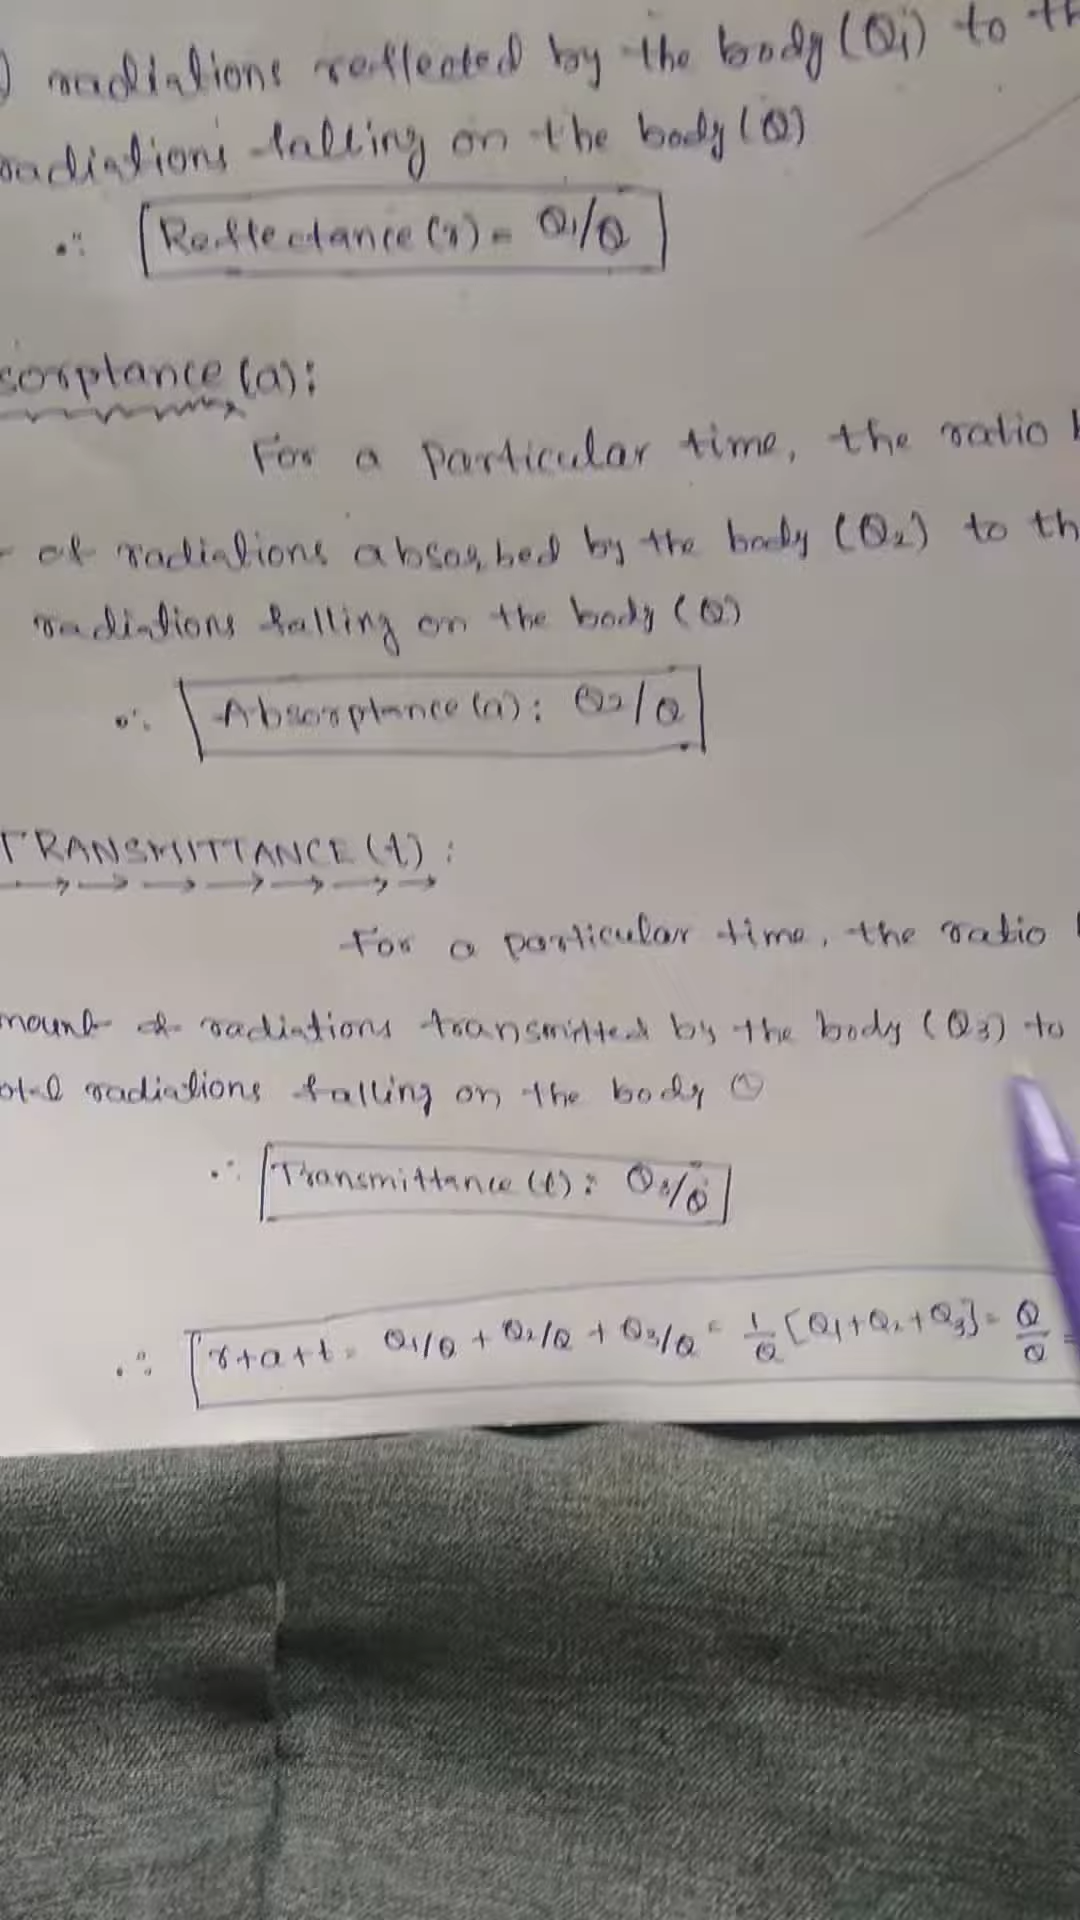 ) radiations reflected by the body (Q1) to th
radiations falling on the body (Q)
∴ Reflectance (r) = Q1/Q
sorptance (a):
For a particular time, the ratio b
of radiations absorbed by the body (Q2) to th
radiations falling on the body (Q)
∴ Absorptance (a): Q2/Q
TRANSMITTANCE (t):
For a particular time, the ratio b
mount of radiations transmitted by the body (Q3) to
otal radiations falling on the body Q
∴ Transmittance (t): Q3/Q
∴ r+a+t = Q1/Q + Q2/Q + Q3/Q = 1/Q [Q1+Q2+Q3] = Q/Q =